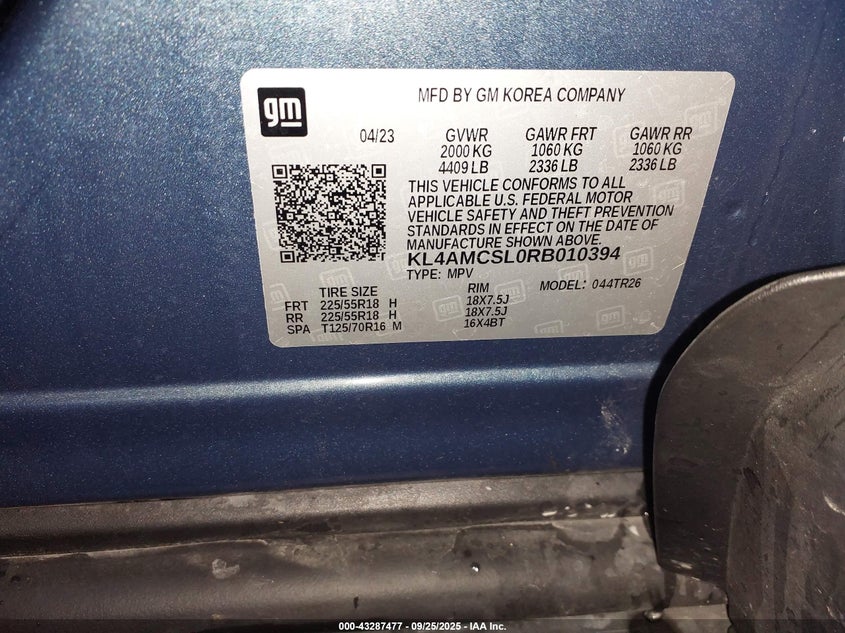 gm
MFD BY GM KOREA COMPANY
04/23 GVWR GAWR FRT GAWR RR
2000 KG 1060 KG 1060 KG
4409 LB 2336 LB 2336 LB
THIS VEHICLE CONFORMS TO ALL
APPLICABLE U.S. FEDERAL MOTOR
VEHICLE SAFETY AND THEFT PREVENTION
STANDARDS IN EFFECT ON THE DATE OF
MANUFACTURE SHOWN ABOVE.
KL4AMCSL0RB010394
TYPE: MPV
TIRE SIZE RIM MODEL: 044TR26
FRT 225/55R18 H 18X7.5J
RR 225/55R18 H 18X7.5J
SPA T125/70R16 M 16X4BT
000-43287477 - 09/25/2025 - IAA Inc.